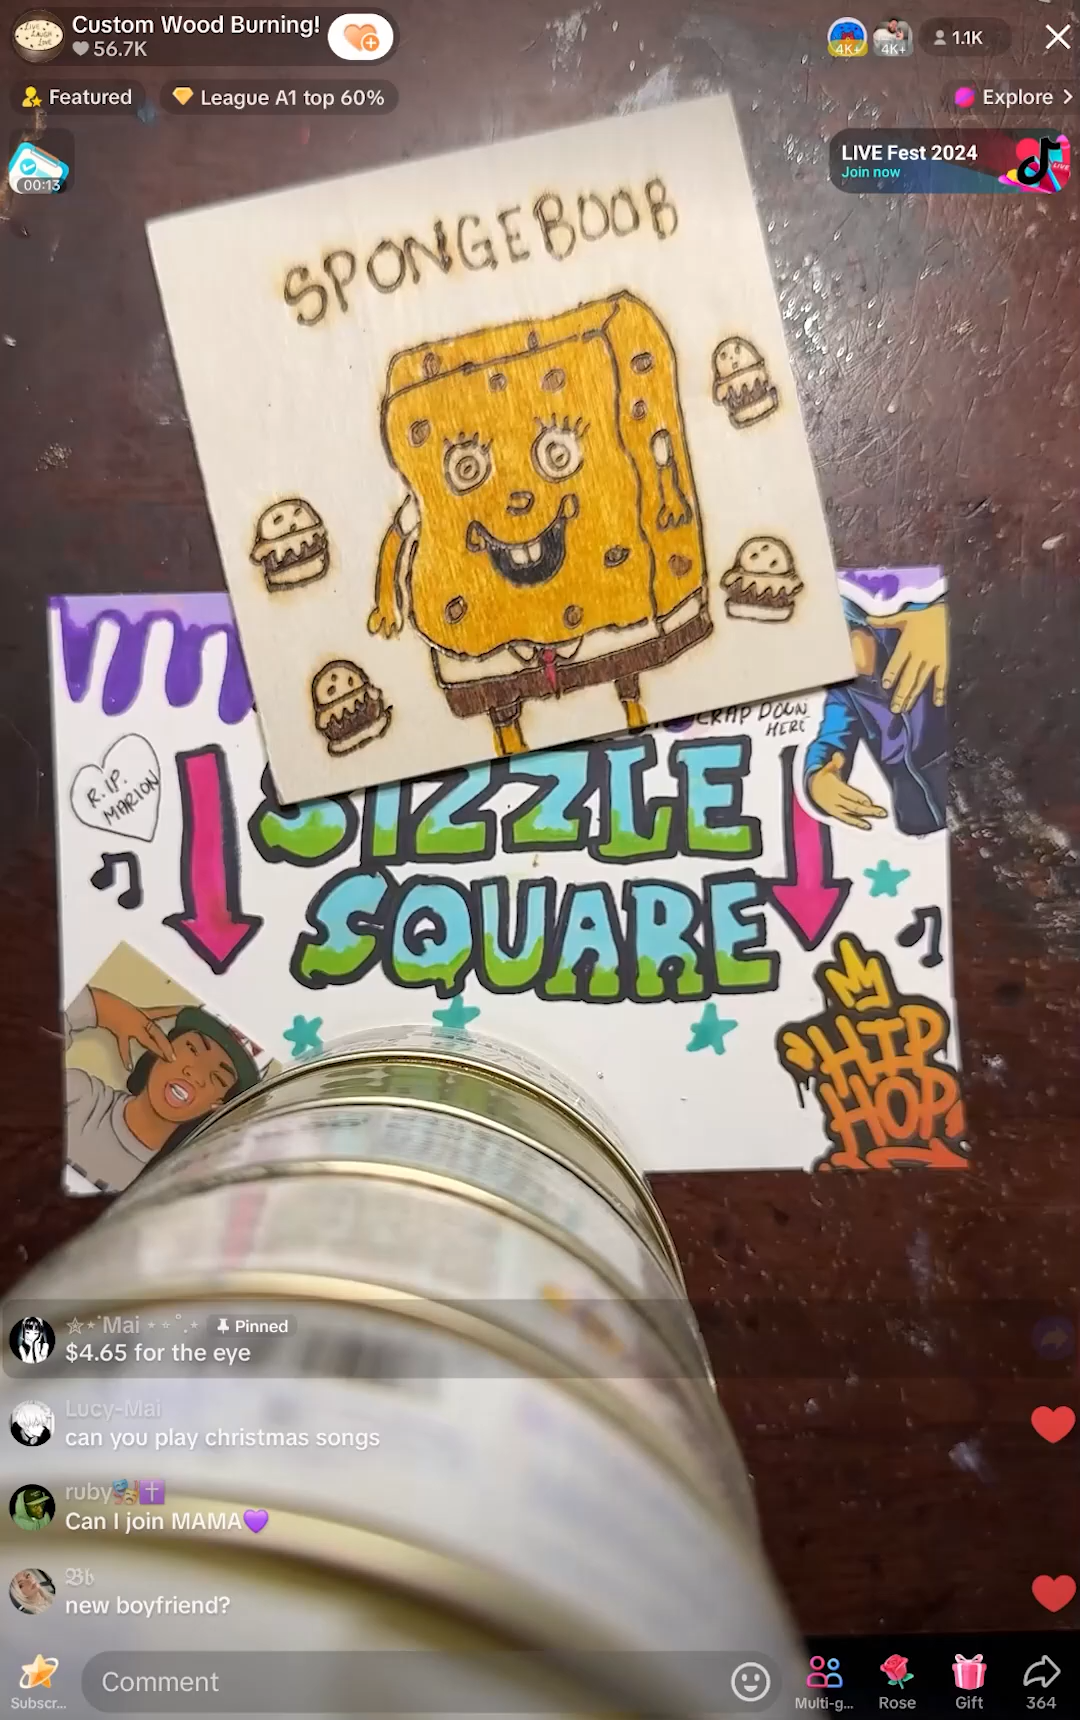 Custom Wood Burning!
56.7K
4K+
4K+
1.1K
Featured
League A1 top 60%
Explore
00:13
LIVE Fest 2024
Join now
SPONGEBOOB
CRAP DOWN
HERE
R.I.P.
MARION
SIZZLE
SQUARE
HIP
HOP
Mai
Pinned
$4.65 for the eye
Lucy-Mai
can you play christmas songs
ruby
Can I join MAMA💜
𝔅𝔟
new boyfriend?
Comment
Subscr...
Multi-g...
Rose
Gift
364